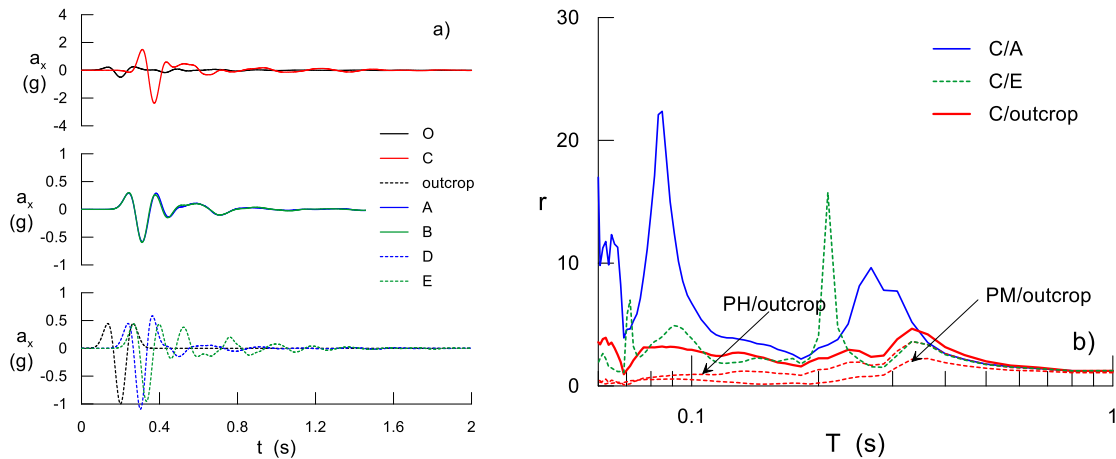 a)
4
2
0
-2
-4
a_x
(g)
1
0.5
0
-0.5
-1
a_x
(g)
O
C
outcrop
A
B
D
E
1
0.5
0
-0.5
-1
a_x
(g)
0 0.4 0.8 1.2 1.6 2
t (s)
30
20
10
0
r
C/A
C/E
C/outcrop
PH/outcrop
PM/outcrop
b)
0.1 1
T (s)